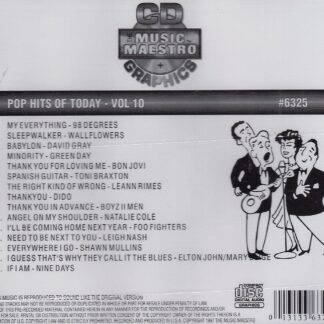 CD
MUSIC
MAESTRO
GRAPHICS
POP HITS OF TODAY - VOL 10 #6325
MY EVERYTHING - 98 DEGREES
SLEEPWALKER - WALLFLOWERS
BABYLON - DAVID GRAY
MINORITY - GREEN DAY
THANK YOU FOR LOVING ME - BON JOVI
SPANISH GUITAR - TONI BRAXTON
THE RIGHT KIND OF WRONG - LEANN RIMES
THANKYOU - DIDO
THANK YOU IN ADVANCE - BOYZ II MEN
ANGEL ON MY SHOULDER - NATALIE COLE
I'LL BE COMING HOME NEXT YEAR - FOO FIGHTERS
NEED TO BE NEXT TO YOU - LEIGH NASH
EVERYWHERE I GO - SHAWN MULLINS
I GUESS THAT'S WHY THEY CALL IT THE BLUES - ELTON JOHN/MARY BLIGE
IF I AM - NINE DAYS
MUSIC IS REPRODUCED TO SOUND LIKE THE ORIGINAL VERSION
DIGITAL AUDIO
GRAPHICS